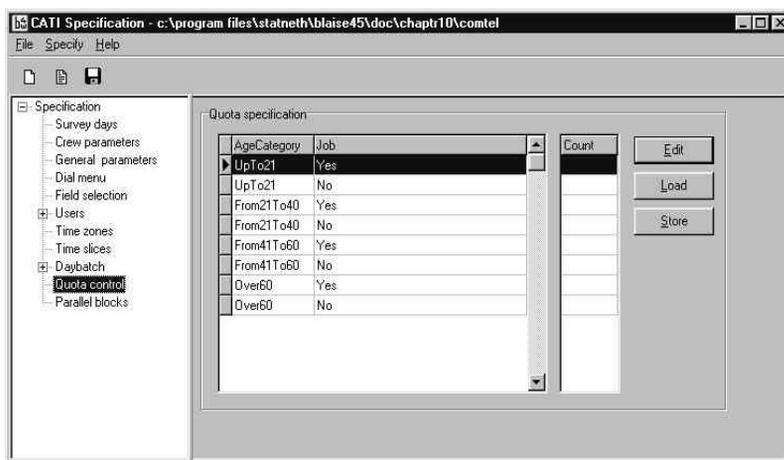 CATI Specification - c:\program files\statneth\blaise45\doc\chaptr10\comtel
File Specify Help
Specification
Survey days
Crew parameters
General parameters
Dial menu
Field selection
Users
Time zones
Time slices
Daybatch
Quota control
Parallel blocks
Quota specification
AgeCategory Job Count
UpTo21 Yes
UpTo21 No
From21To40 Yes
From21To40 No
From41To60 Yes
From41To60 No
Over60 Yes
Over60 No
Edit
Load
Store